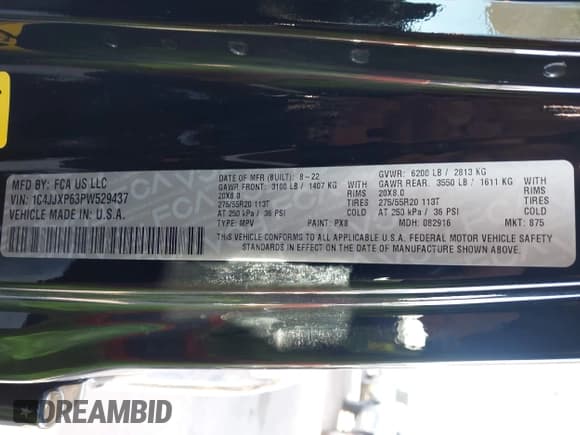 MFD BY: FCA US LLC
VIN: 1C4JJXP63PW529437
VEHICLE MADE IN: U.S.A.
DATE OF MFR (BUILT): 8-22
GAWR FRONT: 3100 LB / 1407 KG WITH
20X8.0 RIMS
275/55R20 113T TIRES
AT 250 kPa / 36 PSI COLD
TYPE: MPV PAINT: PX8
GVWR: 6200 LB / 2813 KG
GAWR REAR: 3550 LB / 1611 KG WITH
20X8.0 RIMS
275/55R20 113T TIRES
AT 250 kPa / 36 PSI COLD
MDH: 082916 MKT: 875
THIS VEHICLE CONFORMS TO ALL APPLICABLE U.S.A. FEDERAL MOTOR VEHICLE SAFETY
STANDARDS IN EFFECT ON THE DATE OF MANUFACTURE SHOWN ABOVE.
DREAMBID